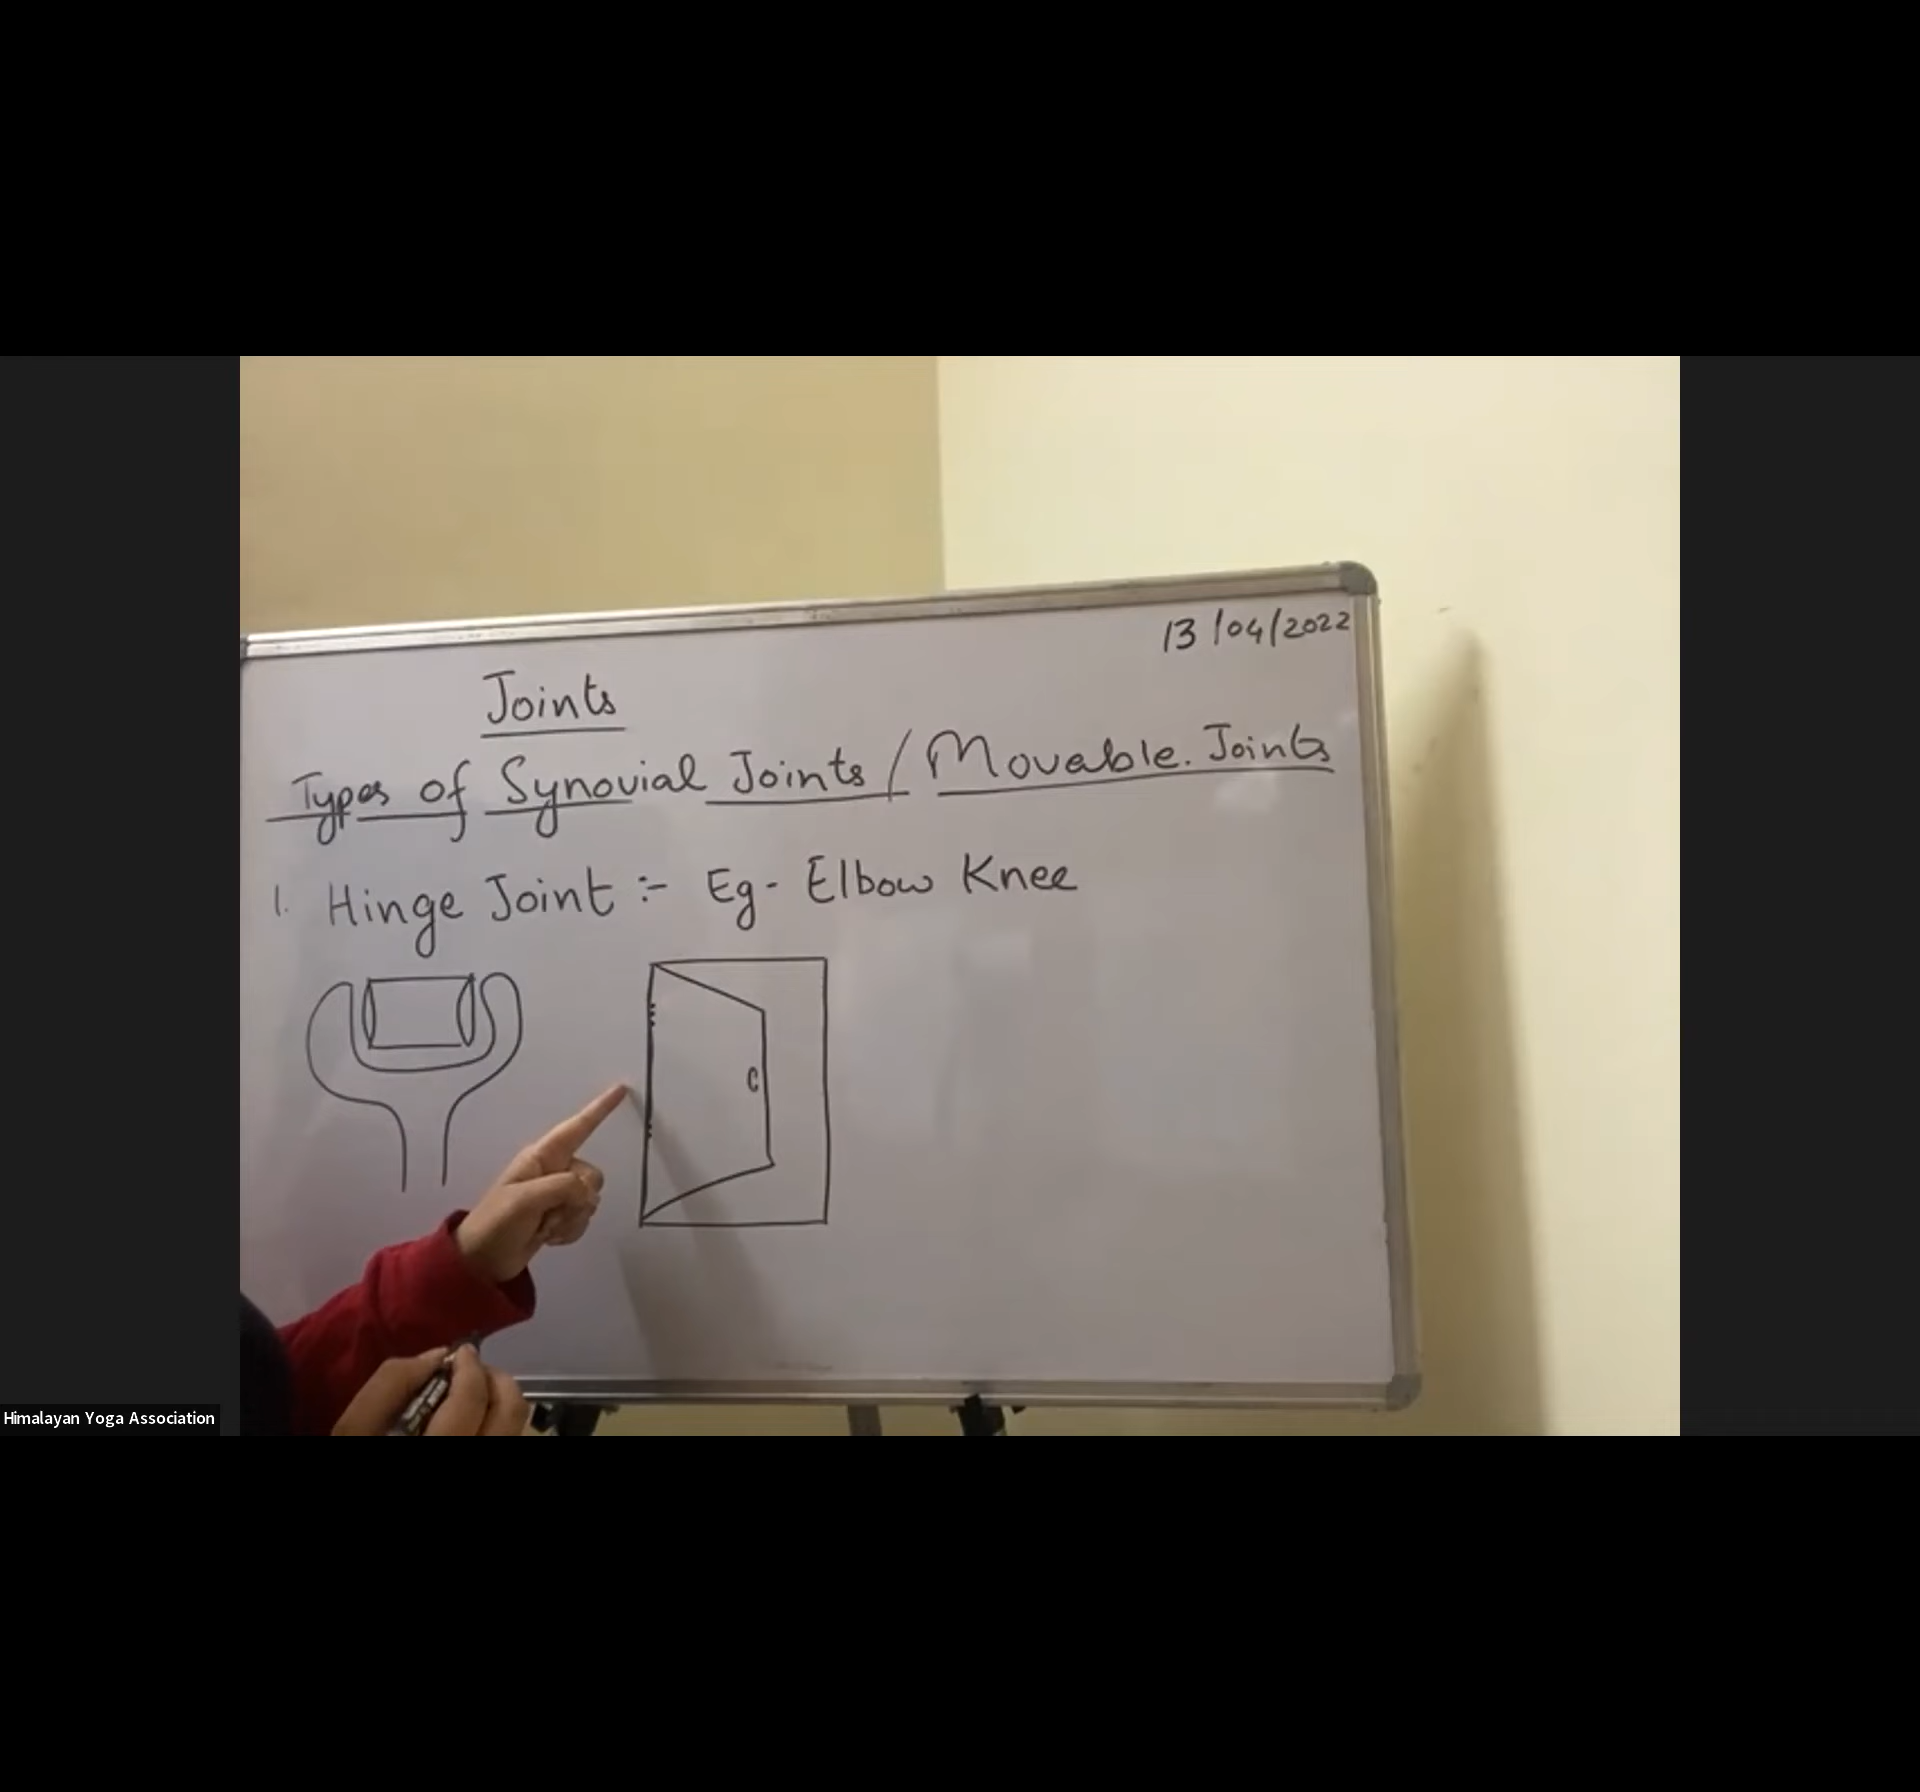 13/04/2022
Joints
Types of Synovial Joints / Movable. Joints
1. Hinge Joint :- Eg - Elbow Knee
Himalayan Yoga Association